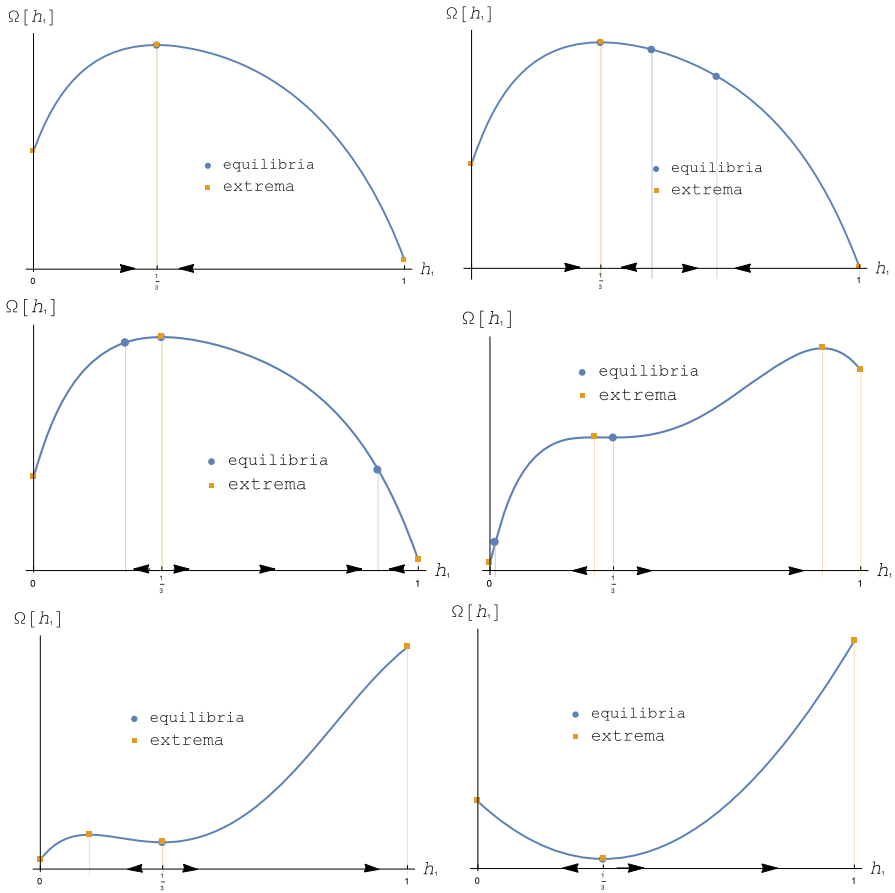 Ω[h₁]
equilibria
extrema
0
1/3
1
h₁
Ω[h₁]
equilibria
extrema
1/3
1
h₁
Ω[h₁]
equilibria
extrema
0
1/3
1
h₁
Ω[h₁]
equilibria
extrema
0
1/3
1
h₁
Ω[h₁]
equilibria
extrema
0
1/3
1
h₁
Ω[h₁]
equilibria
extrema
0
1/3
1
h₁